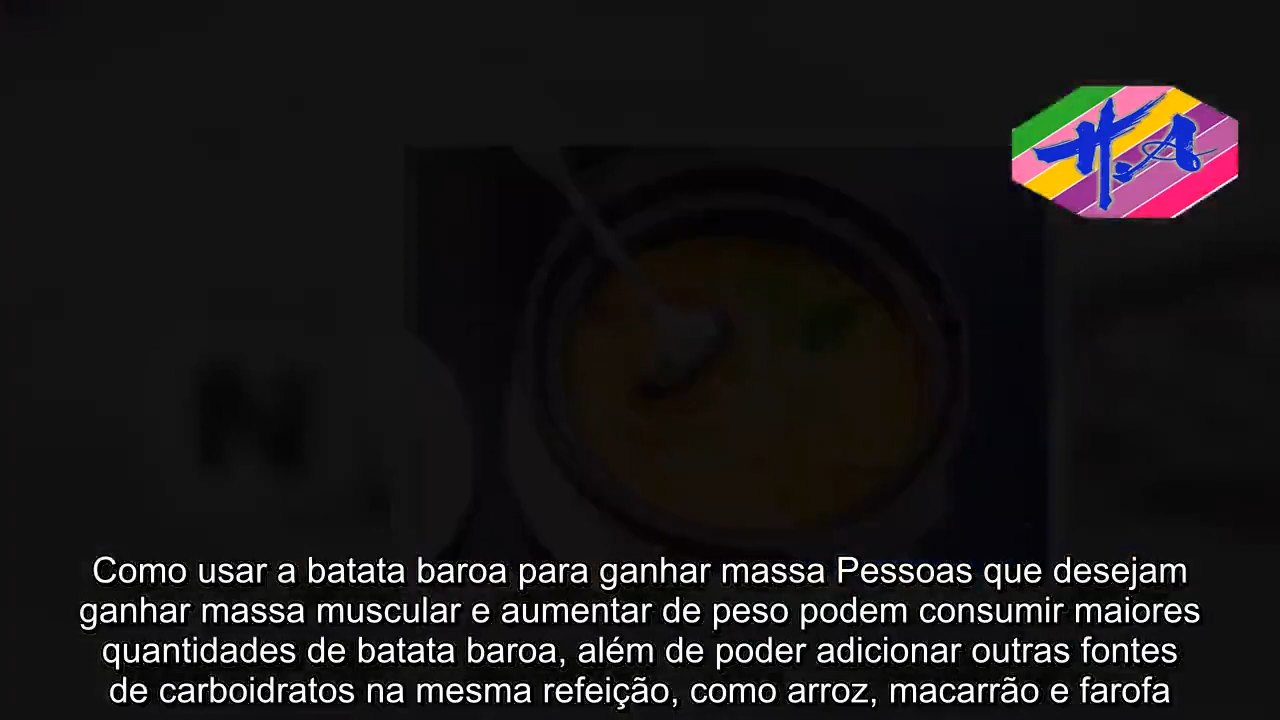 H.A
Como usar a batata baroa para ganhar massa Pessoas que desejam
ganhar massa muscular e aumentar de peso podem consumir maiores
quantidades de batata baroa, além de poder adicionar outras fontes
de carboidratos na mesma refeição, como arroz, macarrão e farofa